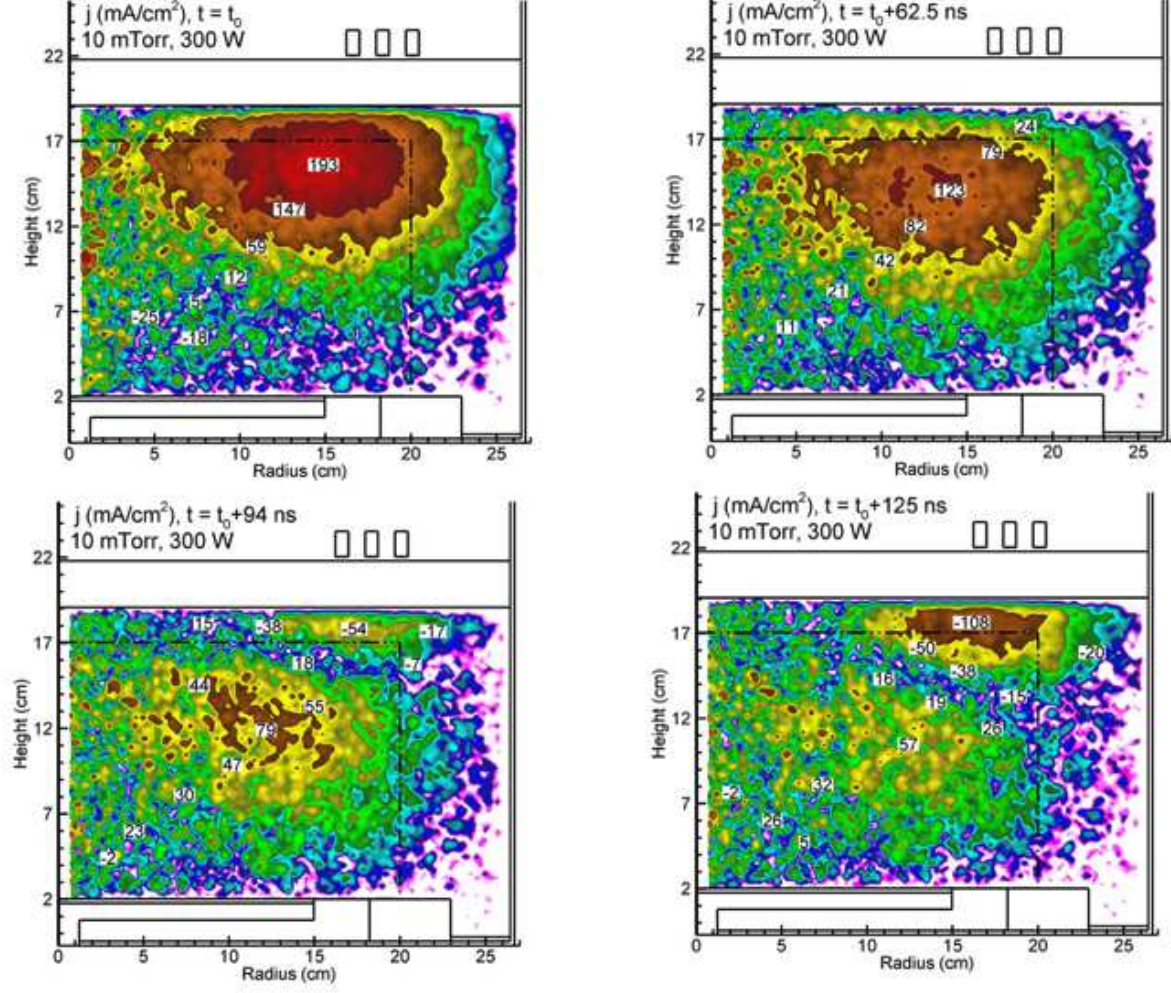 j (mA/cm²), t = t₀
10 mTorr, 300 W
22
17
12
7
2
Height (cm)
193
147
59
12
5
-25
-18
0 5 10 15 20 25
Radius (cm)
j (mA/cm²), t = t₀+62.5 ns
10 mTorr, 300 W
22
17
12
7
2
Height (cm)
24
79
123
82
42
21
11
0 5 10 15 20 25
Radius (cm)
j (mA/cm²), t = t₀+94 ns
10 mTorr, 300 W
22
17
12
7
2
Height (cm)
15 -38 -54 -17
18 -7
44
55
79
47
30
23
-2
0 5 10 15 20 25
Radius (cm)
j (mA/cm²), t = t₀+125 ns
10 mTorr, 300 W
22
17
12
7
2
Height (cm)
-108
-50
-20
-38
16
-15
19
26
57
32
-2
26
5
0 5 10 15 20 25
Radius (cm)